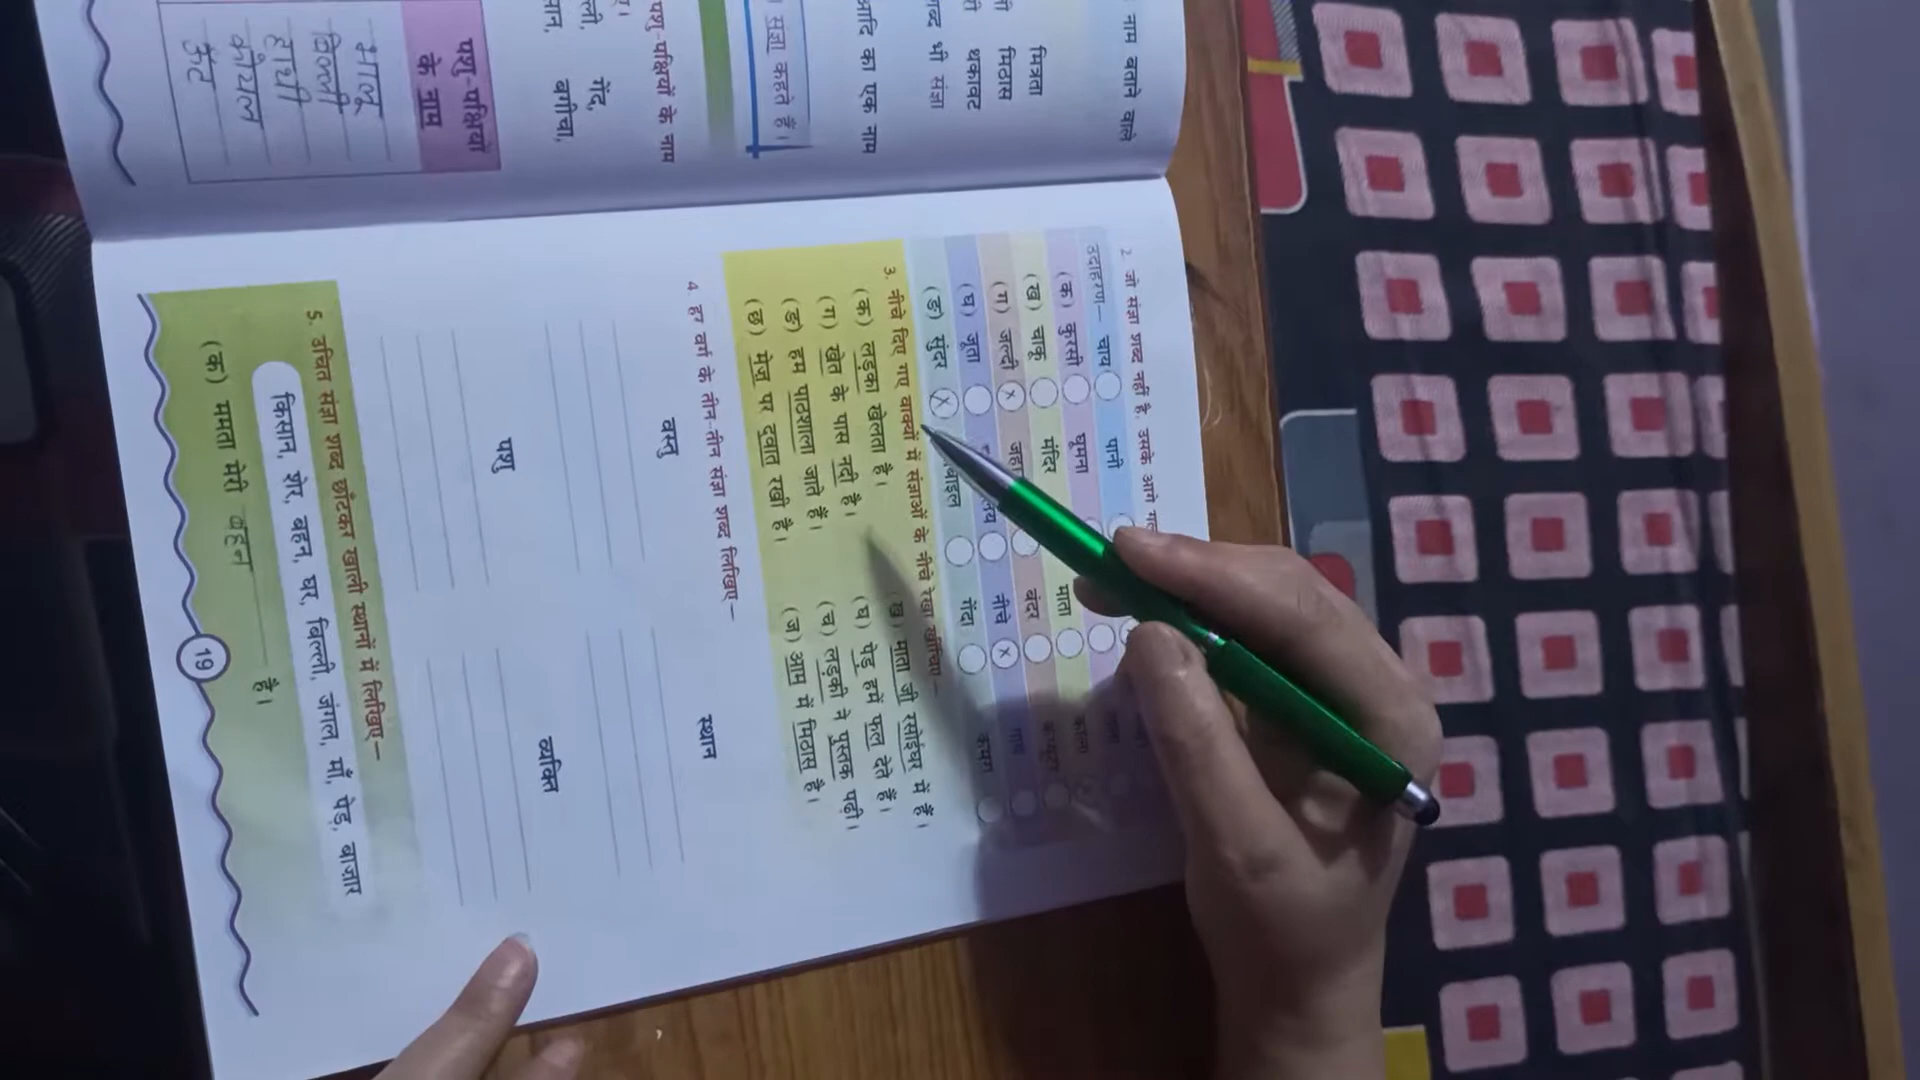 नाम बताने वाले
मित्रता
मिठास
थकावट
शब्द भी संज्ञा
आदि का एक नाम
संज्ञा कहते हैं।
पशु-पक्षियों के नाम
गेंद,
बगीचा,
पशु-पक्षियों
के नाम
भालू
बिल्ली
हाथी
कोयल
ऊँट
2. जो संज्ञा शब्द नहीं है, उसके आगे
उदाहरण— चाय पानी
(क) कुरसी घूमना
(ख) चाकू मंदिर माता
(ग) जल्दी x बंदर
(घ) जूता नीचे x गाय
(ङ) सुंदर x गेंदा कमरा
3. नीचे दिए गए वाक्यों में संज्ञाओं के नीचे रेखा खींचिए—
(क) लड़का खेलता है। (ख) माता जी रसोईघर में हैं।
(ग) खेत के पास नदी है। (घ) पेड़ हमें फल देते हैं।
(ङ) हम पाठशाला जाते हैं। (च) लड़की ने पुस्तक पढ़ी।
(छ) मेज़ पर दवात रखी है। (ज) आम में मिठास है।
4. हर वर्ग के तीन-तीन संज्ञा शब्द लिखिए—
वस्तु स्थान
पशु व्यक्ति
5. उचित संज्ञा शब्द छाँटकर खाली स्थानों में लिखिए—
किसान, शेर, बहन, घर, बिल्ली, जंगल, माँ, पेड़, बाज़ार
(क) ममता मेरी बहन है।
19